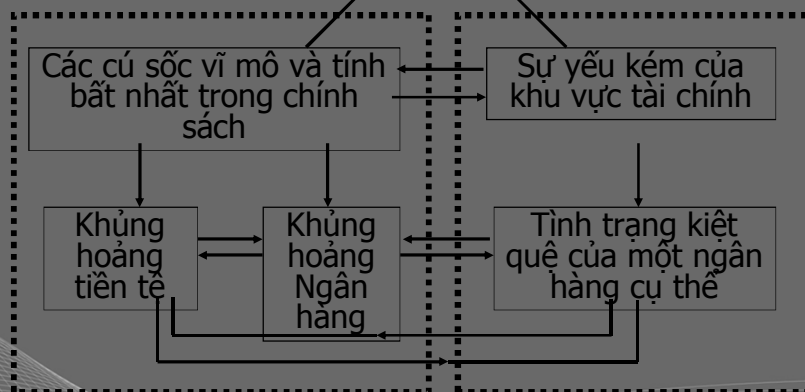 Các cú sốc vĩ mô và tính
bất nhất trong chính
sách
Sự yếu kém của
khu vực tài chính
Khủng
hoảng
tiền tệ
Khủng
hoảng
Ngân
hàng
Tình trạng kiệt
quệ của một ngân
hàng cụ thể